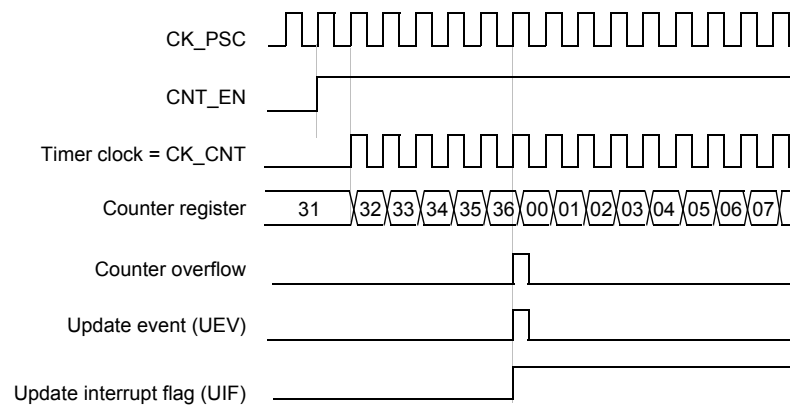 CK_PSC
CNT_EN
Timer clock = CK_CNT
Counter register 31 32 33 34 35 36 00 01 02 03 04 05 06 07
Counter overflow
Update event (UEV)
Update interrupt flag (UIF)